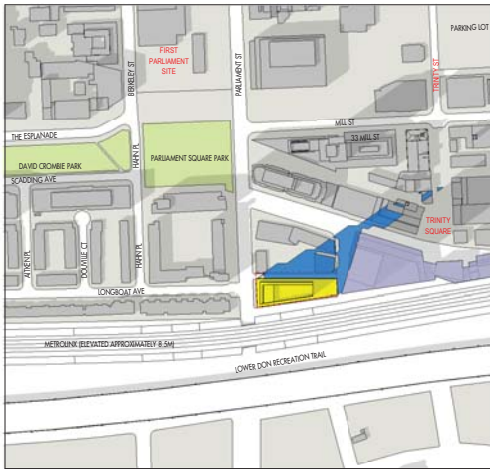 PARKING LOT
FIRST
PARLIAMENT
SITE
BERKELEY ST
PARLIAMENT ST
TRINITY ST
MILL ST
THE ESPLANADE
33 MILL ST
HAHN PL
PARLIAMENT SQUARE PARK
DAVID CROMBIE PARK
SCADDING AVE
TRINITY
SQUARE
AITKEN PL
DOUVILLE CT
HAHN PL
LONGBOAT AVE
METROLINX (ELEVATED APPROXIMATELY 8.5M)
LOWER DON RECREATION TRAIL